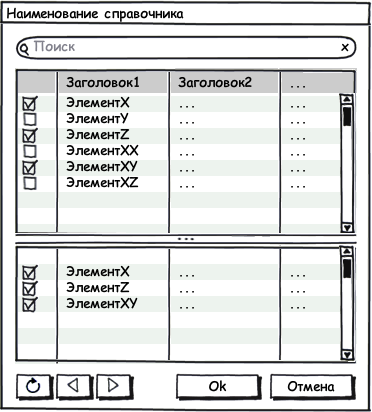 Наименование справочника
Поиск x
Заголовок1 Заголовок2 ...
ЭлементX ... ...
ЭлементY ... ...
ЭлементZ ... ...
ЭлементXX ... ...
ЭлементXY ... ...
ЭлементXZ ... ...
...
ЭлементX ... ...
ЭлементZ ... ...
ЭлементXY ... ...
Ok Отмена